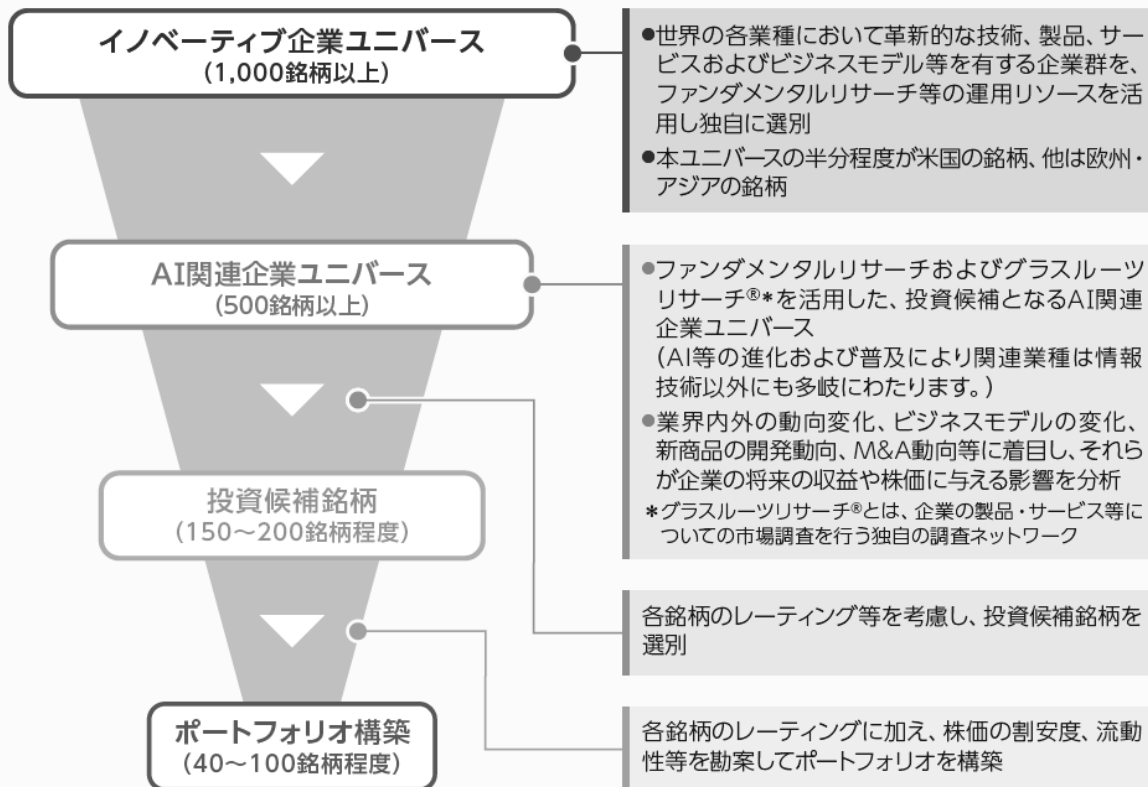 イノベーティブ企業ユニバース
(1,000銘柄以上)
●世界の各業種において革新的な技術、製品、サー
ビスおよびビジネスモデル等を有する企業群を、
ファンダメンタルリサーチ等の運用リソースを活
用し独自に選別
●本ユニバースの半分程度が米国の銘柄、他は欧州・
アジアの銘柄
AI関連企業ユニバース
(500銘柄以上)
●ファンダメンタルリサーチおよびグラスルーツ
リサーチ®*を活用した、投資候補となるAI関連
企業ユニバース
(AI等の進化および普及により関連業種は情報
技術以外にも多岐にわたります。)
●業界内外の動向変化、ビジネスモデルの変化、
新商品の開発動向、M&A動向等に着目し、それら
が企業の将来の収益や株価に与える影響を分析
*グラスルーツリサーチ®とは、企業の製品・サービス等に
ついての市場調査を行う独自の調査ネットワーク
投資候補銘柄
(150～200銘柄程度)
各銘柄のレーティング等を考慮し、投資候補銘柄を
選別
ポートフォリオ構築
(40～100銘柄程度)
各銘柄のレーティングに加え、株価の割安度、流動
性等を勘案してポートフォリオを構築